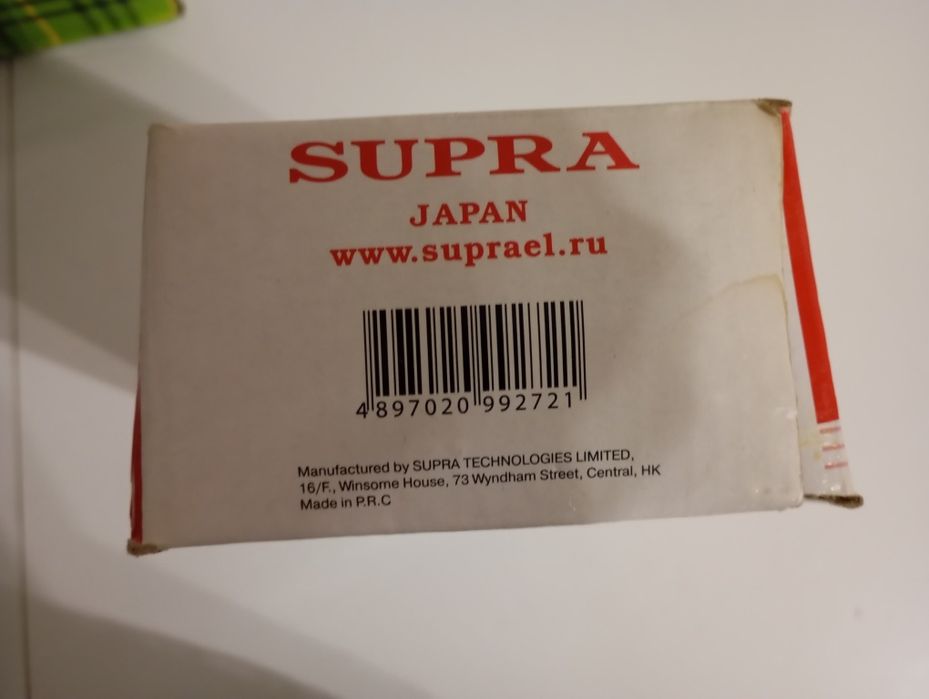 SUPRA
JAPAN
www.suprael.ru
4 897020 992721
Manufactured by SUPRA TECHNOLOGIES LIMITED,
16/F., Winsome House, 73 Wyndham Street, Central, HK
Made in P.R.C